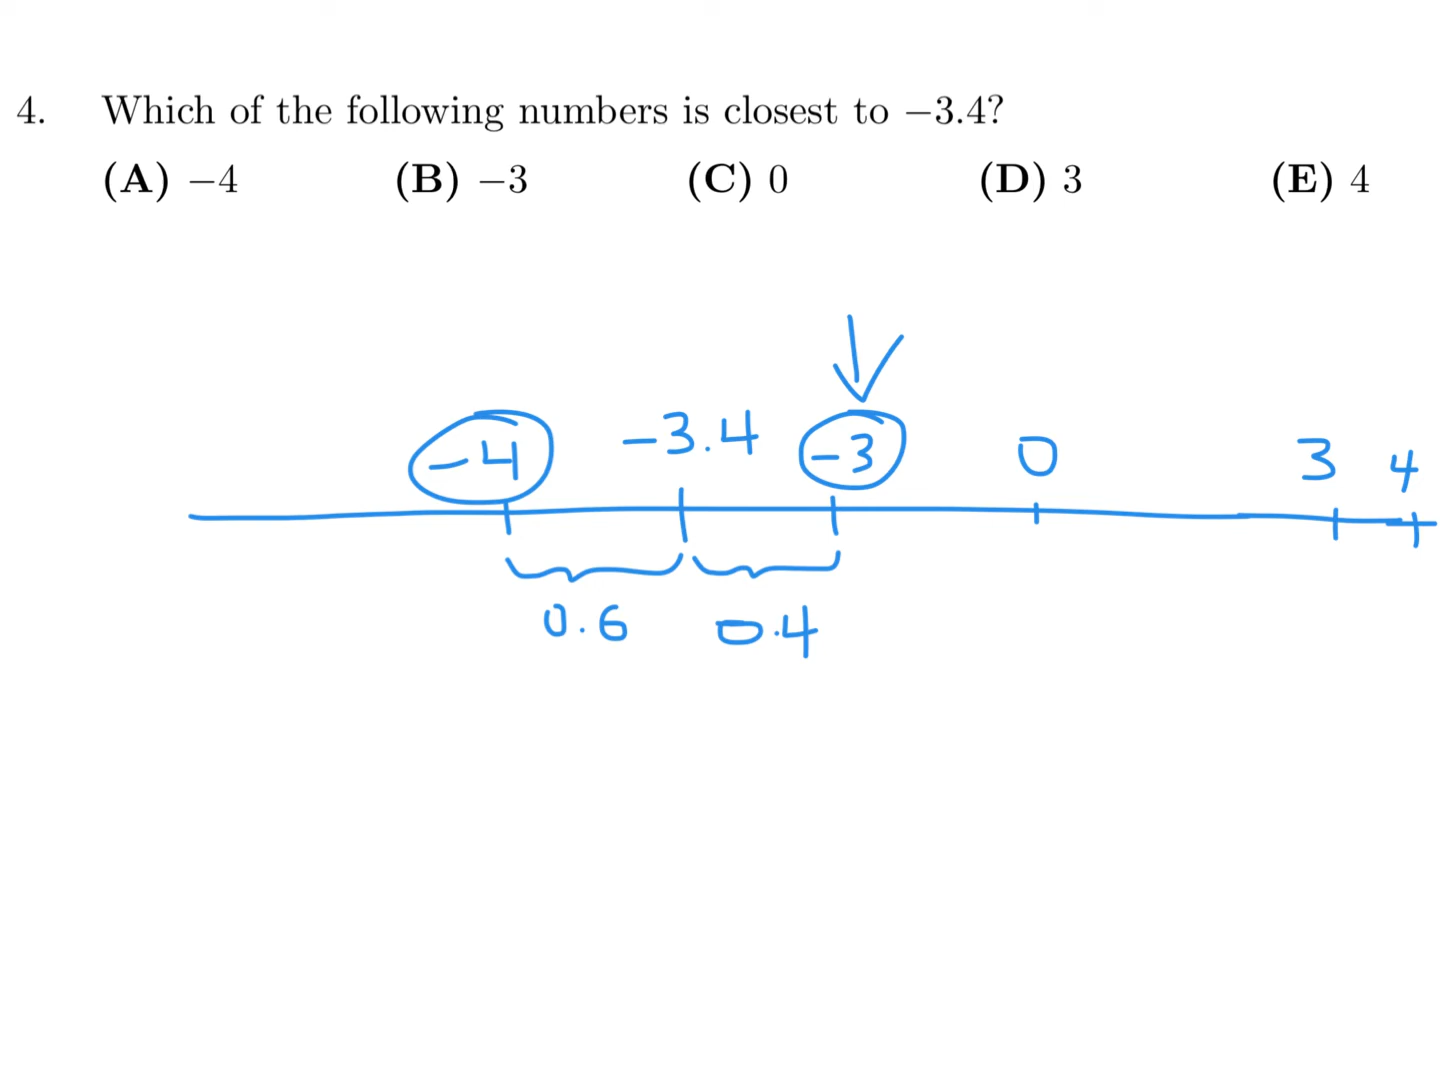 4. Which of the following numbers is closest to −3.4?
(A) −4 (B) −3 (C) 0 (D) 3 (E) 4
−4 −3.4 −3 0 3 4
0.6 0.4